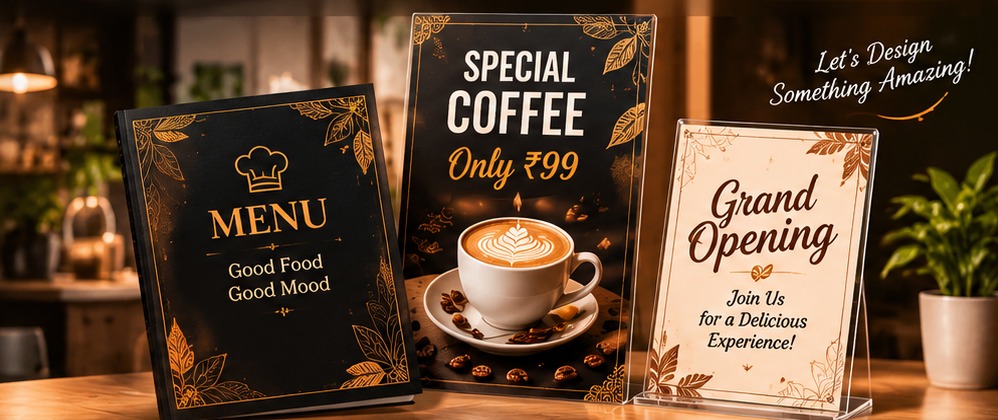 MENU
Good Food
Good Mood
SPECIAL
COFFEE
Only ₹99
Grand
Opening
Join Us
for a Delicious
Experience!
Let's Design
Something Amazing!